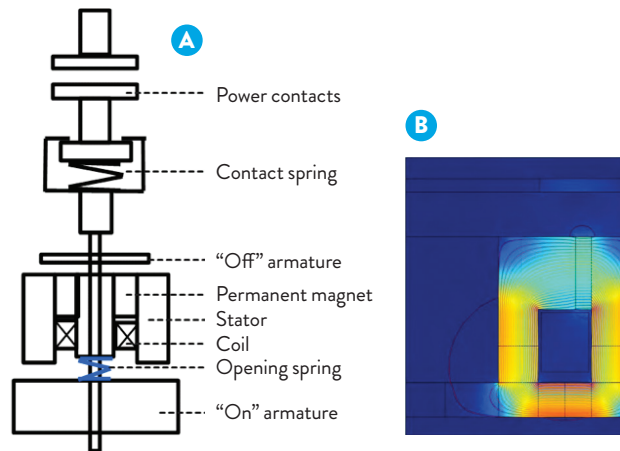 A
Power contacts
B
Contact spring
“Off” armature
Permanent magnet
Stator
Coil
Opening spring
“On” armature